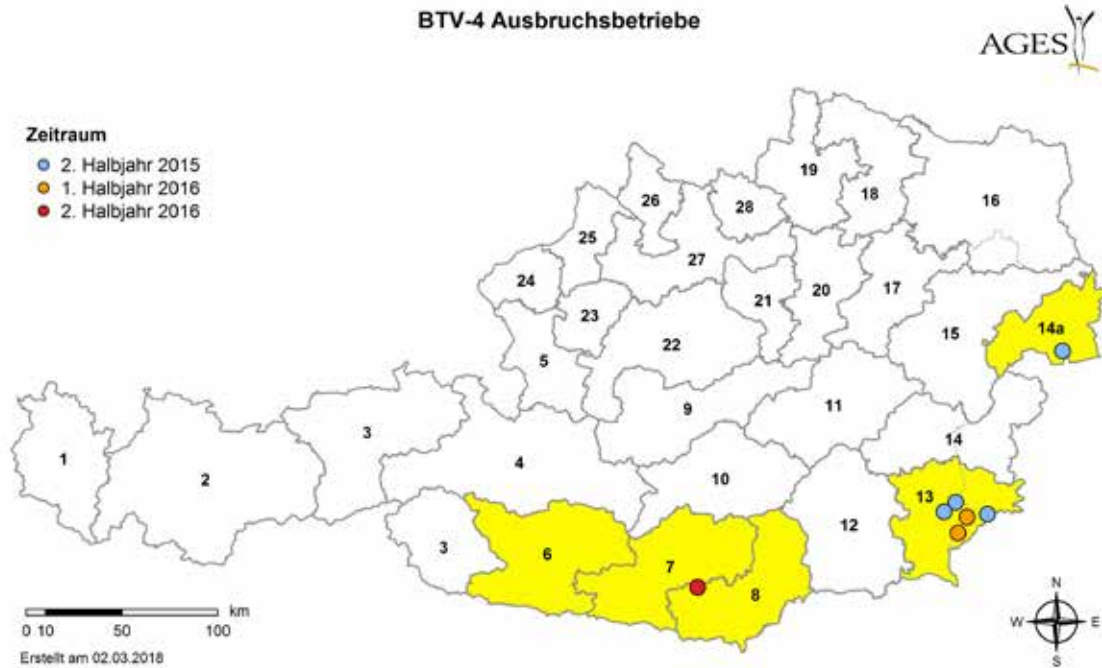 BTV-4 Ausbruchsbetriebe
AGES
Zeitraum
2. Halbjahr 2015
1. Halbjahr 2016
2. Halbjahr 2016
19
18
16
26
28
25
27
24
23
21
20
17
5
22
15
14a
9
11
3
1
2
4
10
14
13
12
3
6
7
8
km
0 10 50 100
Erstellt am 02.03.2018
N
W E
S